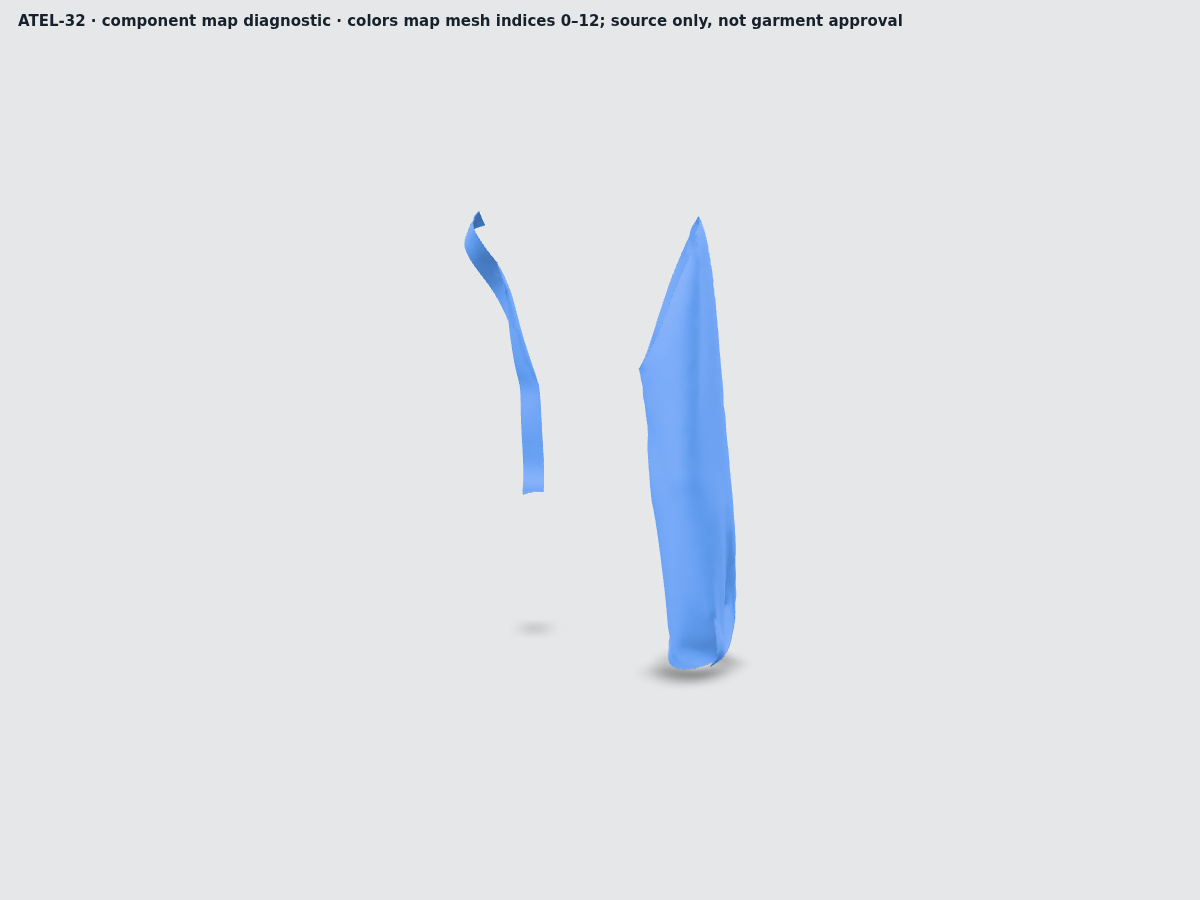 ATEL-32 · component map diagnostic · colors map mesh indices 0–12; source only, not garment approval